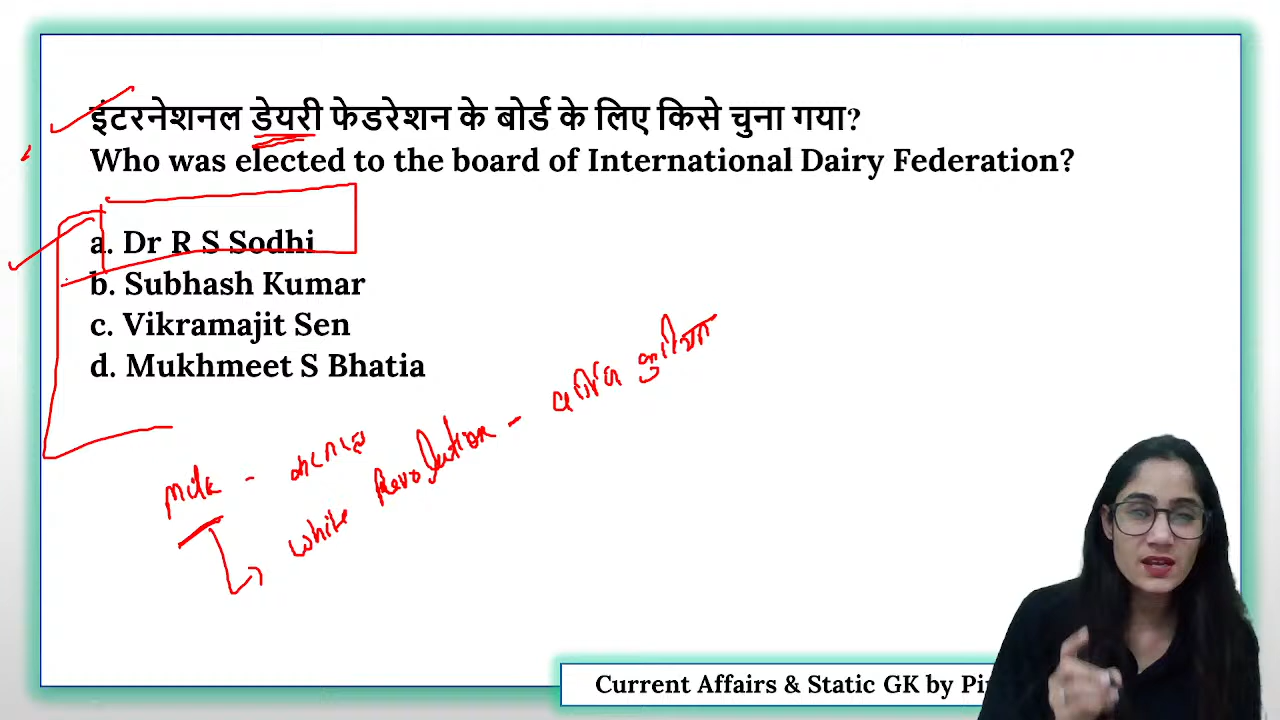 इंटरनेशनल डेयरी फेडरेशन के बोर्ड के लिए किसे चुना गया?
Who was elected to the board of International Dairy Federation?
a. Dr R S Sodhi
b. Subhash Kumar
c. Vikramajit Sen
d. Mukhmeet S Bhatia
Milk -
White Revolution -
Current Affairs & Static GK by